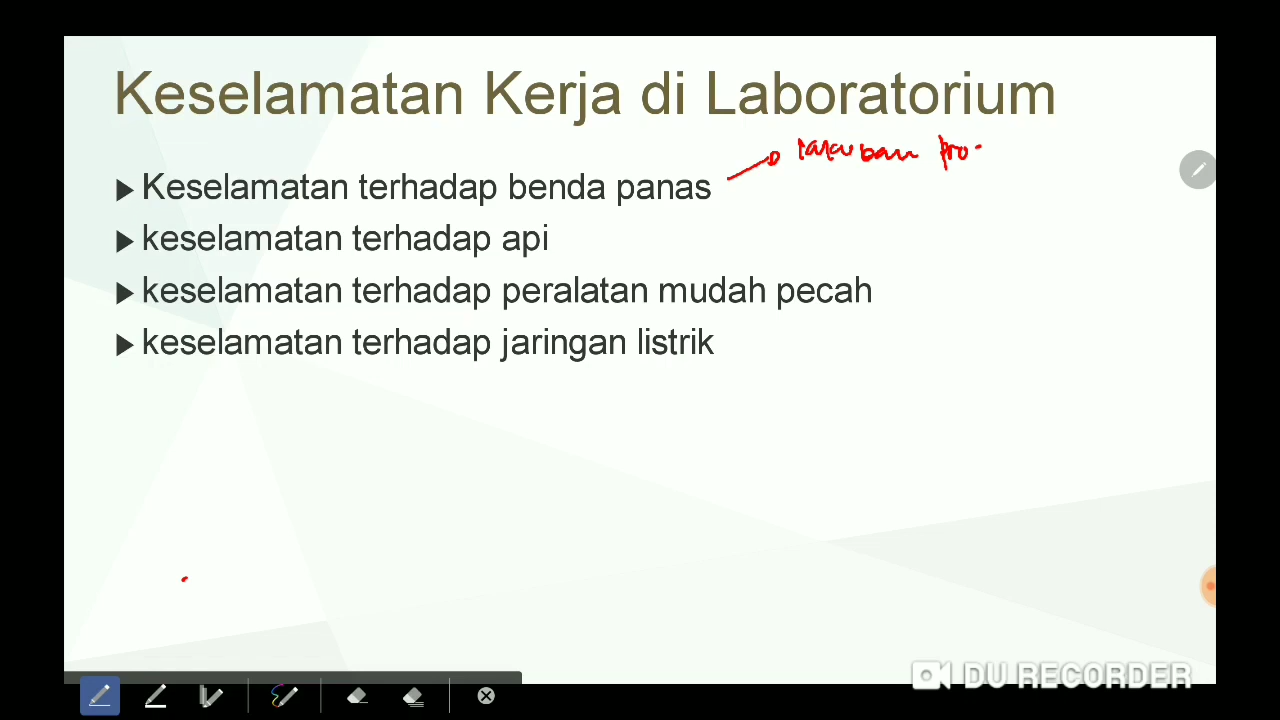 Keselamatan Kerja di Laboratorium
Keselamatan terhadap benda panas
keselamatan terhadap api
keselamatan terhadap peralatan mudah pecah
keselamatan terhadap jaringan listrik
DU RECORDER